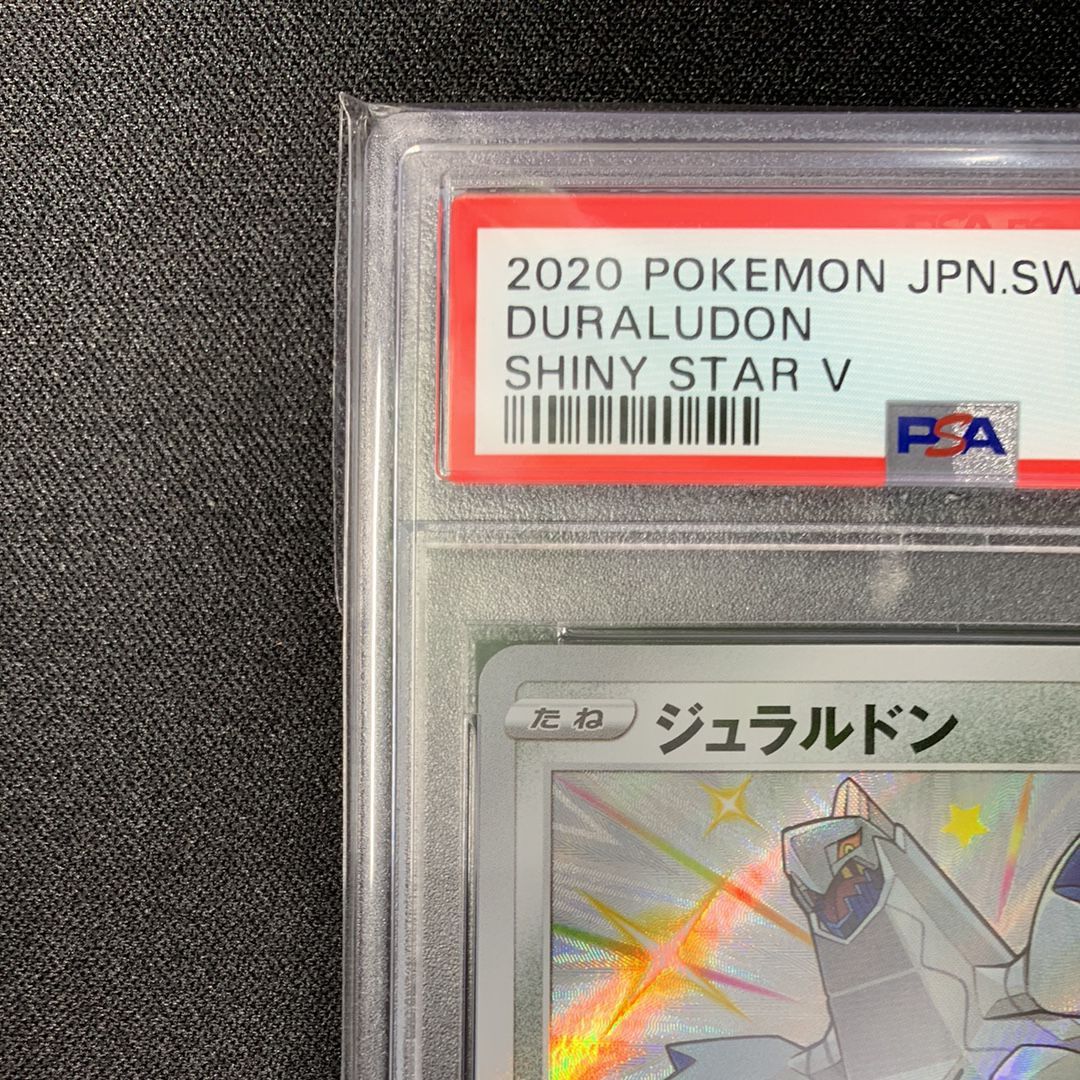 2020 POKEMON JPN.SW
DURALUDON
SHINY STAR V
PSA
たね ジュラルドン